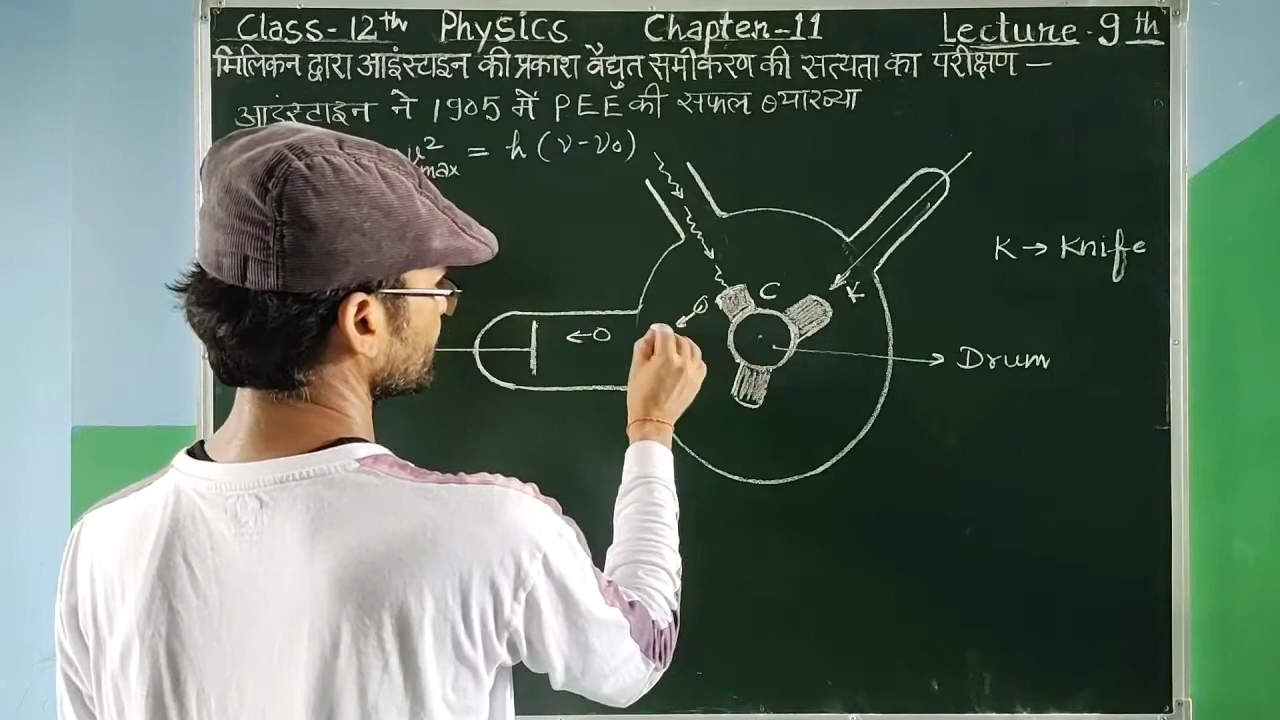 Class-12th Physics Chapter-11 Lecture-9th
मिलिकन द्वारा आइंस्टाइन की प्रकाश वैद्युत समीकरण की सत्यता का परीक्षण —
आइंस्टाइन ने 1905 में PEE की सफल व्याख्या
max² = h(ν-ν₀)
K → Knife
C
K
Drum